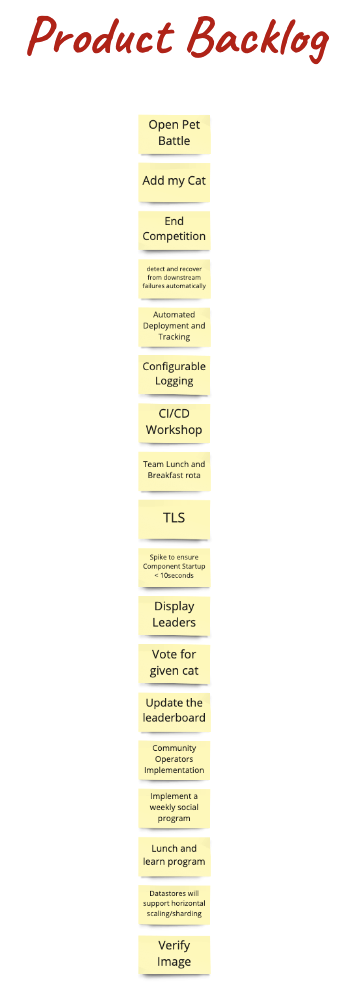 Product Backlog
Open Pet
Battle
Add my Cat
End
Competition
detect and recover
from downstream
failures automatically
Automated
Deployment and
Tracking
Configurable
Logging
CI/CD
Workshop
Team Lunch and
Breakfast rota
TLS
Spike to ensure
Component Startup
< 10seconds
Display
Leaders
Vote for
given cat
Update the
leaderboard
Community
Operators
Implementation
Implement a
weekly social
program
Lunch and
learn program
Datastores will
support horizontal
scaling/sharding
Verify
Image